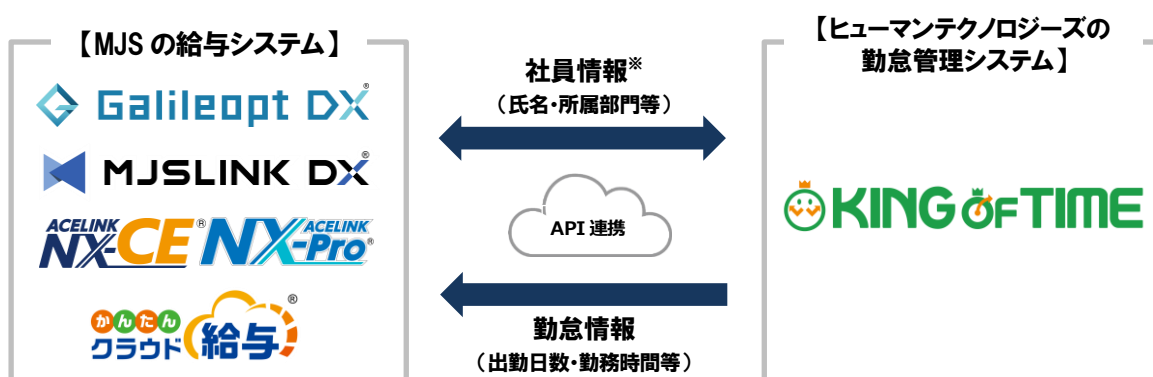 【MJSの給与システム】
Galileopt DX®
MJSLINK DX®
ACELINK
NX-CE®
ACELINK
NX-Pro®
かんたん
クラウド給与®
社員情報※
（氏名・所属部門等）
API 連携
勤怠情報
（出勤日数・勤務時間等）
【ヒューマンテクノロジーズの
勤怠管理システム】
KING OF TIME